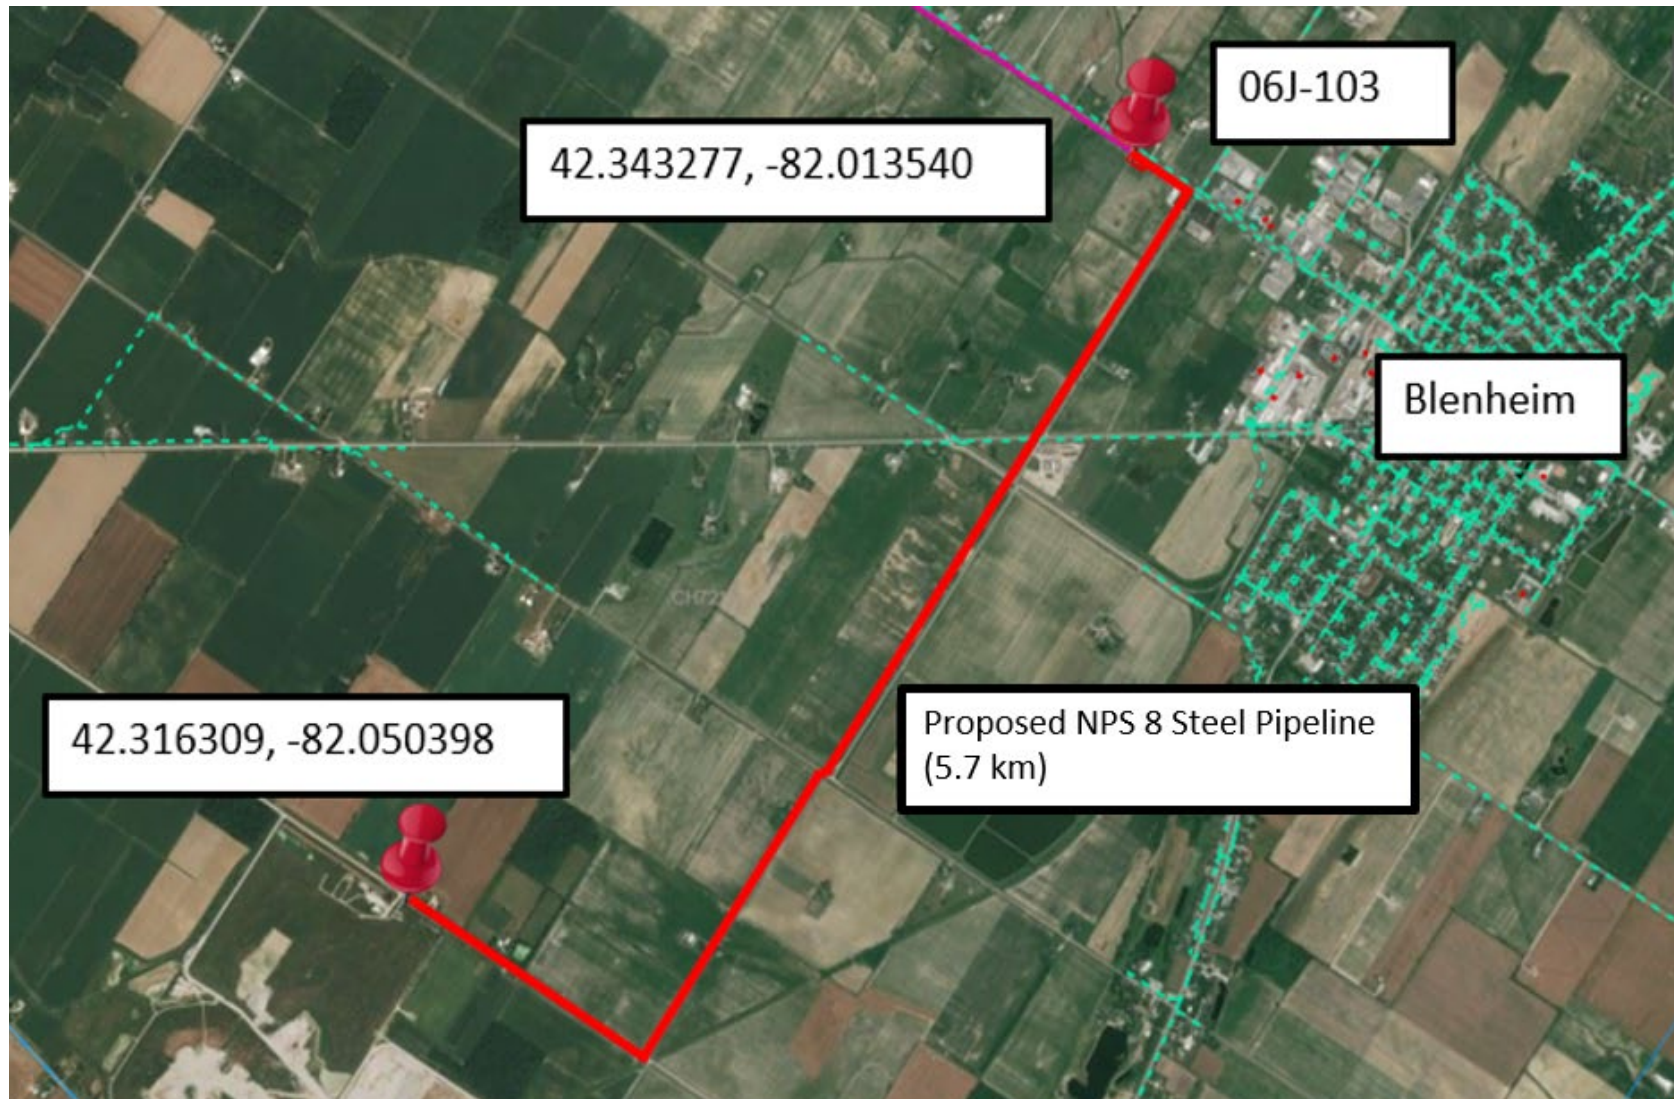 06J-103
42.343277, -82.013540
Blenheim
42.316309, -82.050398
Proposed NPS 8 Steel Pipeline
(5.7 km)